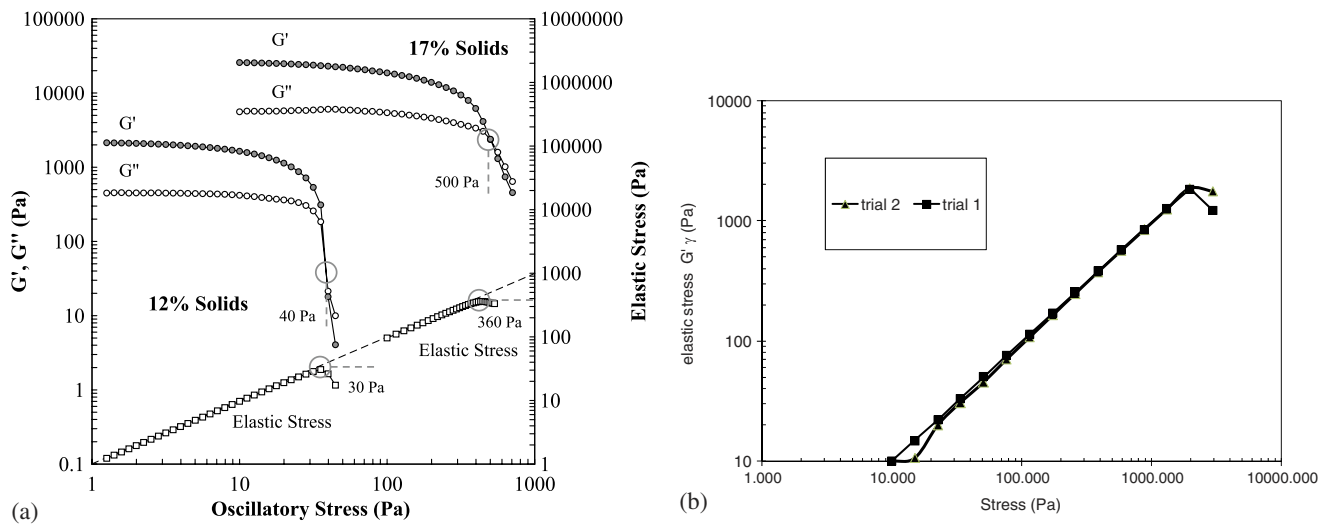 100000
10000
1000
100
10
1
0.1
G', G'' (Pa)
G'
G''
17% Solids
G'
G''
500 Pa
12% Solids
40 Pa
360 Pa
Elastic Stress
30 Pa
Elastic Stress
10000000
1000000
100000
10000
1000
100
10
1
Elastic Stress (Pa)
1 10 100 1000
Oscillatory Stress (Pa)
(a)
10000
1000
100
10
elastic stress G' γ (Pa)
trial 2 trial 1
1.000 10.000 100.000 1000.000 10000.000
Stress (Pa)
(b)